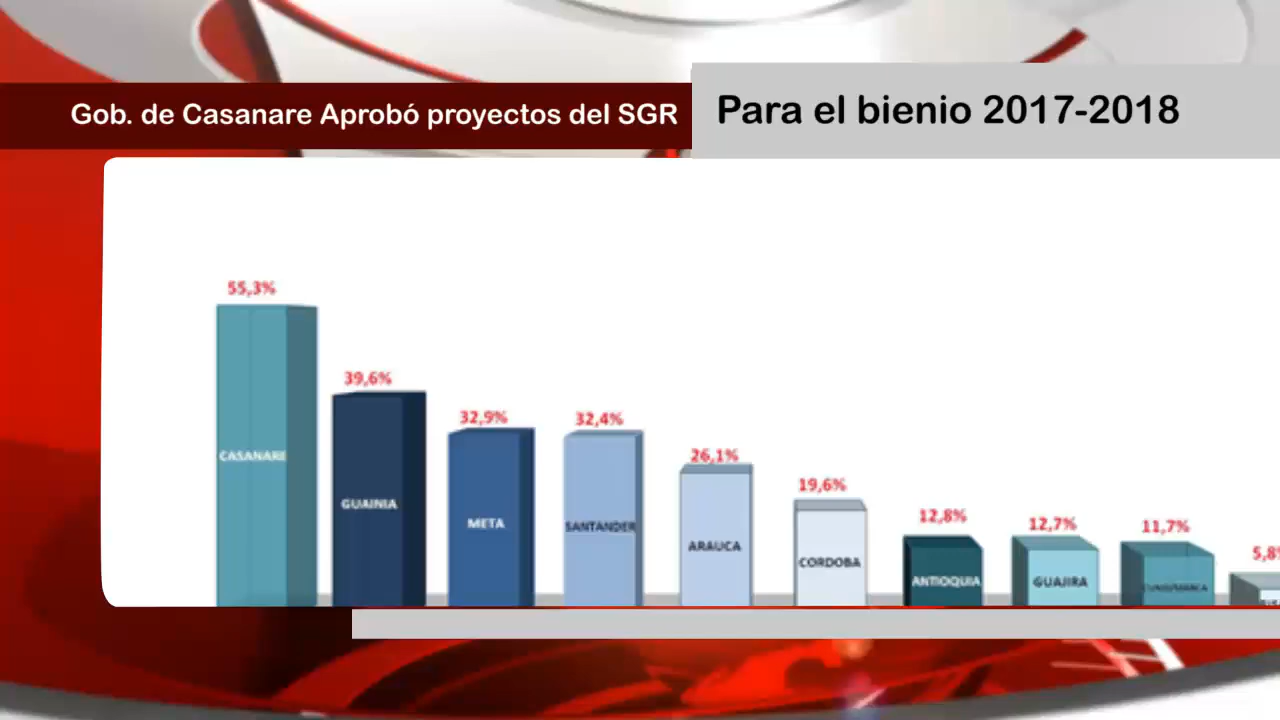 Gob. de Casanare Aprobó proyectos del SGR
Para el bienio 2017-2018
55,3%
39,6%
32,9%
32,4%
26,1%
19,6%
12,8%
12,7%
11,7%
CASANARE
GUAINIA
META
SANTANDER
ARAUCA
CORDOBA
ANTIOQUIA
GUAJIRA
CUNDINAMARCA
5,8%